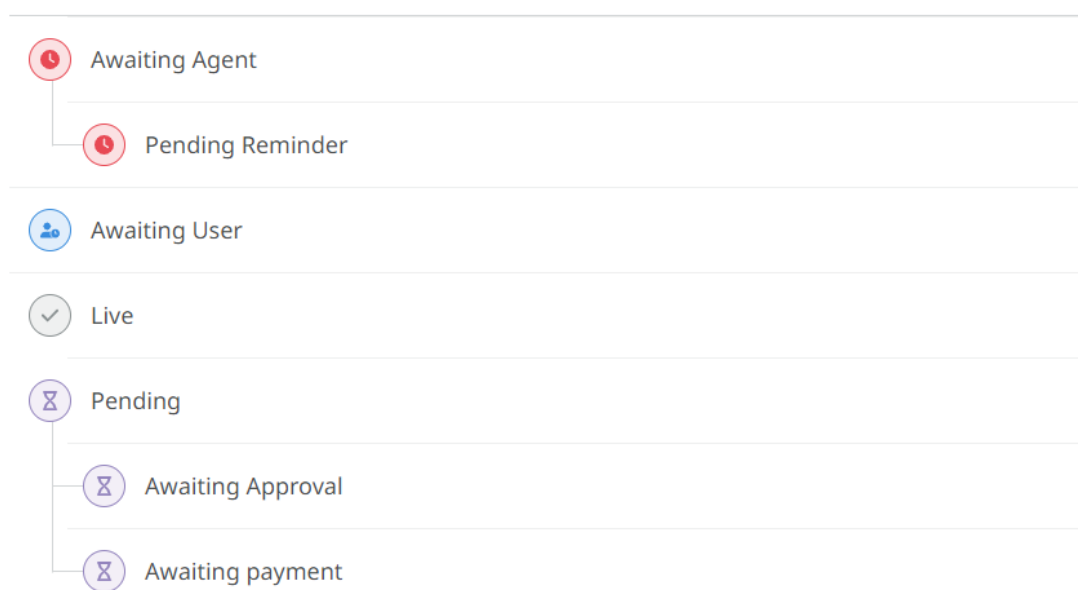 Awaiting Agent
Pending Reminder
Awaiting User
Live
Pending
Awaiting Approval
Awaiting payment